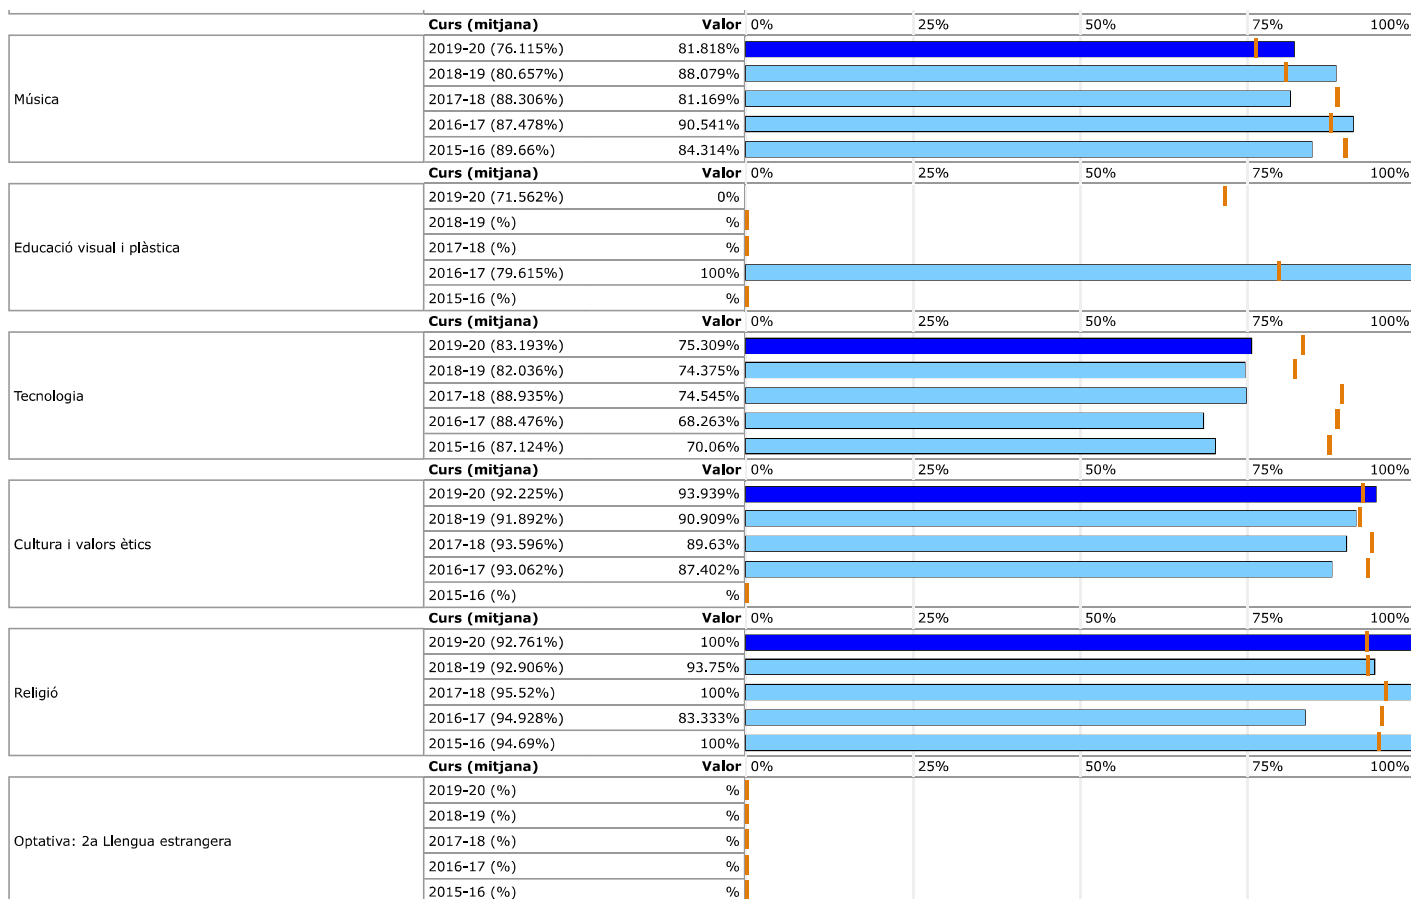 Curs (mitjana) Valor 0% 25% 50% 75% 100%
Música
2019-20 (76.115%) 81.818%
2018-19 (80.657%) 88.079%
2017-18 (88.306%) 81.169%
2016-17 (87.478%) 90.541%
2015-16 (89.66%) 84.314%
Curs (mitjana) Valor 0% 25% 50% 75% 100%
Educació visual i plàstica
2019-20 (71.562%) 0%
2018-19 (%) %
2017-18 (%) %
2016-17 (79.615%) 100%
2015-16 (%) %
Curs (mitjana) Valor 0% 25% 50% 75% 100%
Tecnologia
2019-20 (83.193%) 75.309%
2018-19 (82.036%) 74.375%
2017-18 (88.935%) 74.545%
2016-17 (88.476%) 68.263%
2015-16 (87.124%) 70.06%
Curs (mitjana) Valor 0% 25% 50% 75% 100%
Cultura i valors ètics
2019-20 (92.225%) 93.939%
2018-19 (91.892%) 90.909%
2017-18 (93.596%) 89.63%
2016-17 (93.062%) 87.402%
2015-16 (%) %
Curs (mitjana) Valor 0% 25% 50% 75% 100%
Religió
2019-20 (92.761%) 100%
2018-19 (92.906%) 93.75%
2017-18 (95.52%) 100%
2016-17 (94.928%) 83.333%
2015-16 (94.69%) 100%
Curs (mitjana) Valor 0% 25% 50% 75% 100%
Optativa: 2a Llengua estrangera
2019-20 (%) %
2018-19 (%) %
2017-18 (%) %
2016-17 (%) %
2015-16 (%) %